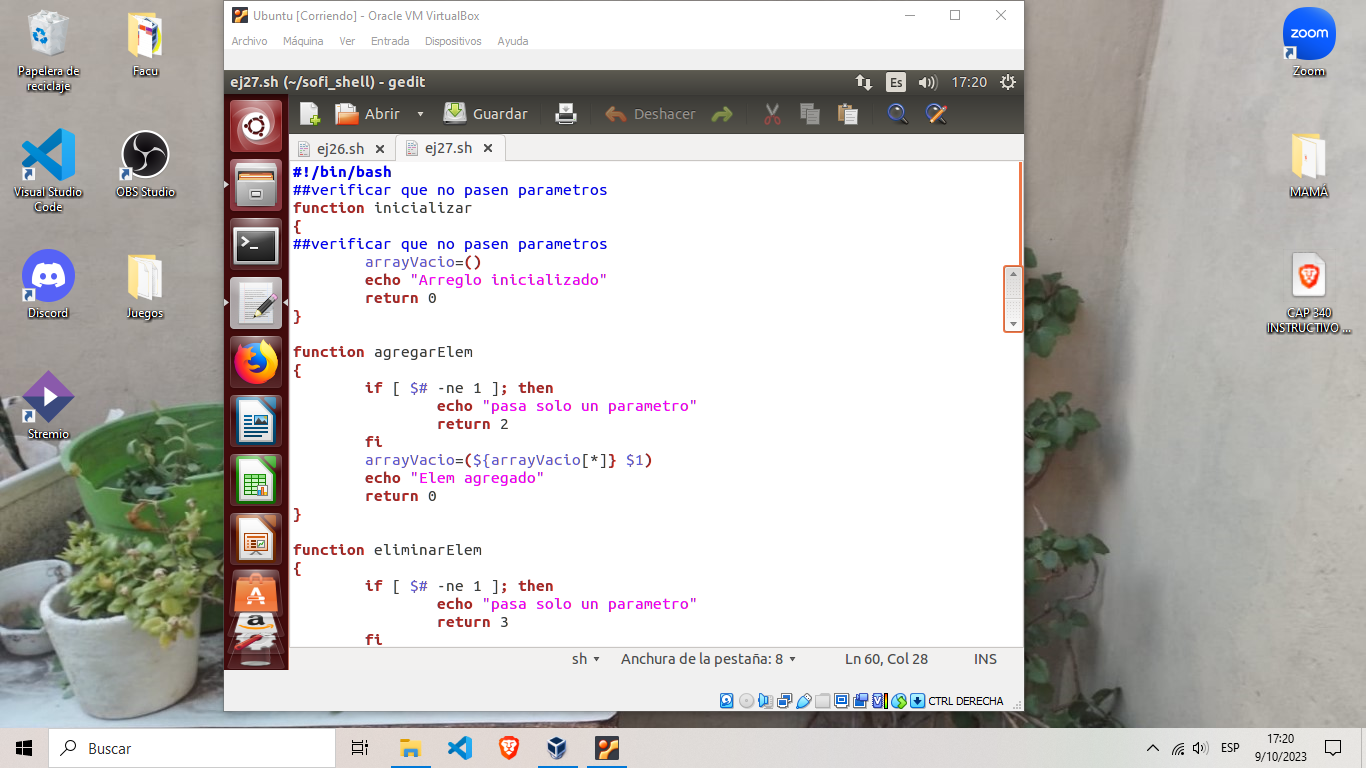 Ubuntu [Corriendo] - Oracle VM VirtualBox
Archivo Máquina Ver Entrada Dispositivos Ayuda
ej27.sh (~/sofi_shell) - gedit
Es
17:20
Abrir
Guardar
Deshacer
ej26.sh
ej27.sh
#!/bin/bash
##verificar que no pasen parametros
function inicializar
{
##verificar que no pasen parametros
arrayVacio=()
echo "Arreglo inicializado"
return 0
}
function agregarElem
{
if [ $# -ne 1 ]; then
echo "pasa solo un parametro"
return 2
fi
arrayVacio=(${arrayVacio[*]} $1)
echo "Elem agregado"
return 0
}
function eliminarElem
{
if [ $# -ne 1 ]; then
echo "pasa solo un parametro"
return 3
fi
sh
Anchura de la pestaña: 8
Ln 60, Col 28
INS
CTRL DERECHA
Papelera de
reciclaje
Facu
Visual Studio
Code
OBS Studio
Discord
Juegos
Stremio
zoom
Zoom
MAMÁ
CAP 340
INSTRUCTIVO ...
Buscar
ESP
17:20
9/10/2023